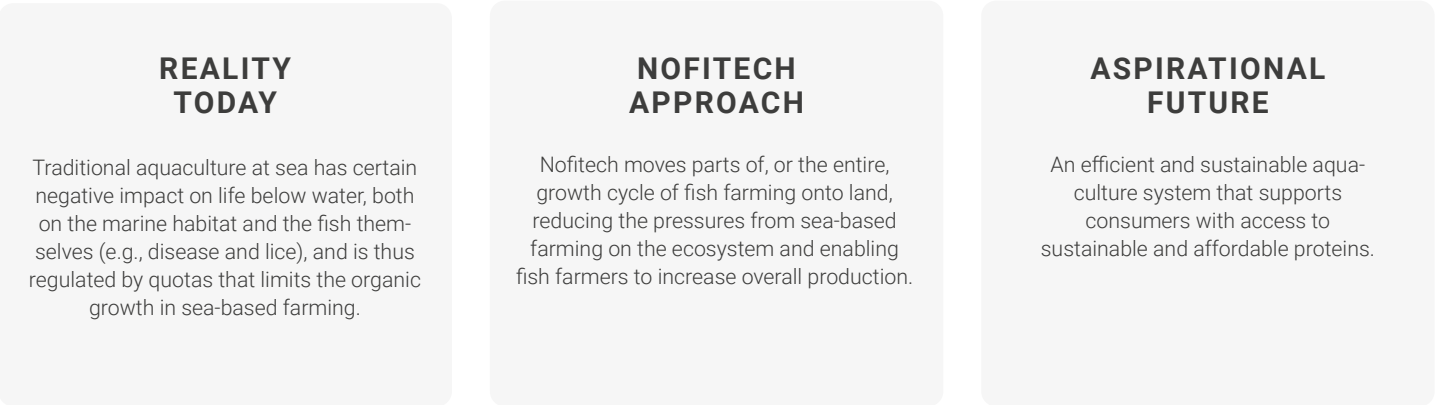 REALITY
TODAY
Traditional aquaculture at sea has certain
negative impact on life below water, both
on the marine habitat and the fish them-
selves (e.g., disease and lice), and is thus
regulated by quotas that limits the organic
growth in sea-based farming.
NOFITECH
APPROACH
Nofitech moves parts of, or the entire,
growth cycle of fish farming onto land,
reducing the pressures from sea-based
farming on the ecosystem and enabling
fish farmers to increase overall production.
ASPIRATIONAL
FUTURE
An efficient and sustainable aqua-
culture system that supports
consumers with access to
sustainable and affordable proteins.